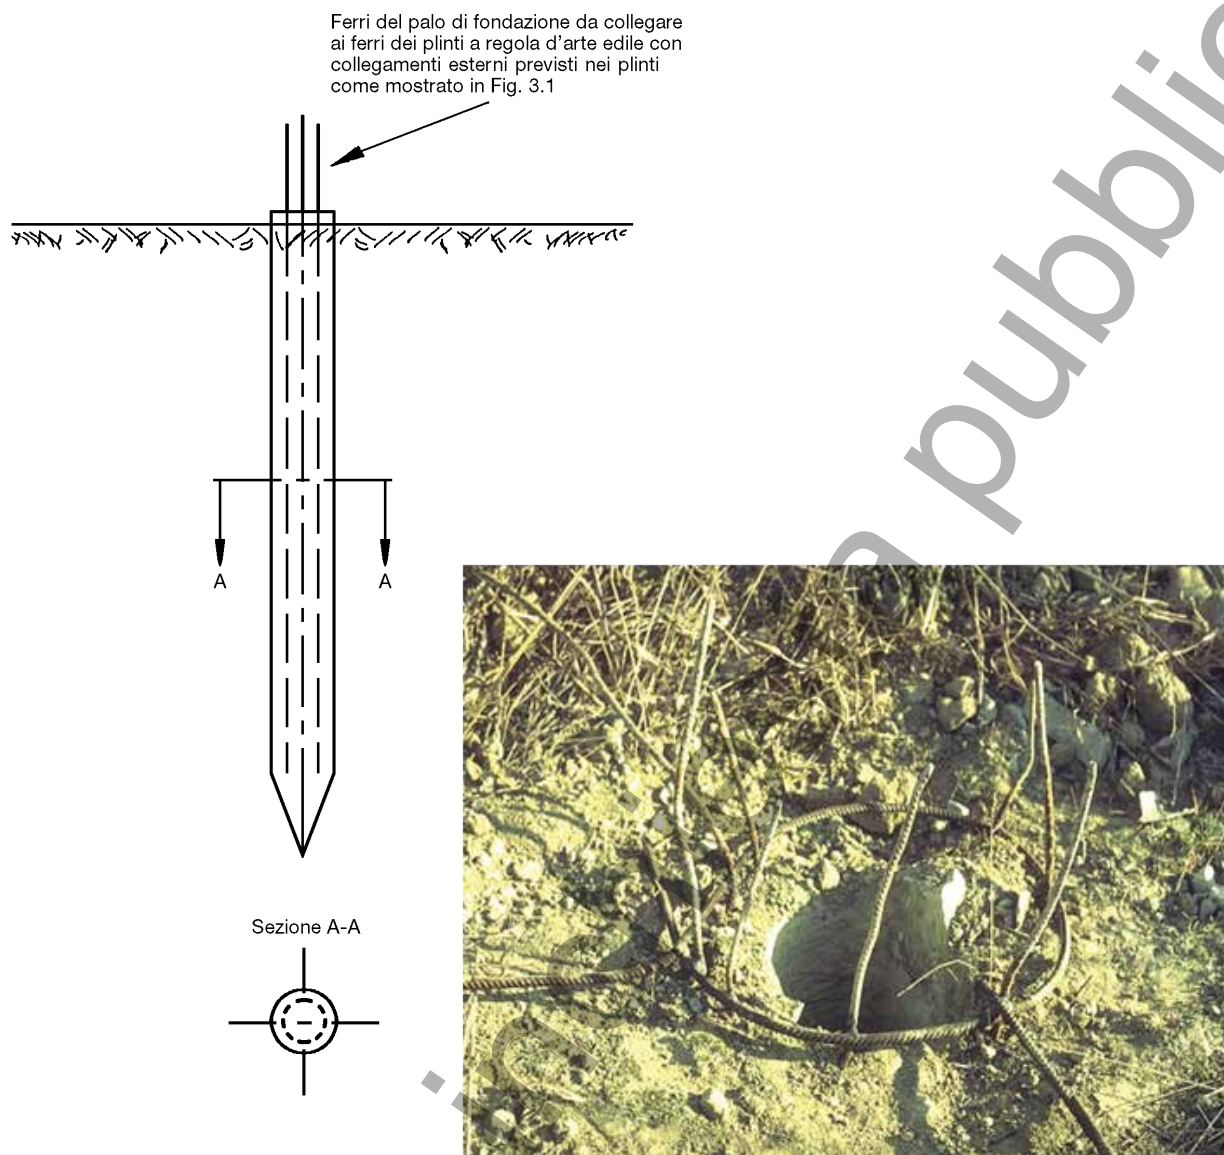 Ferri del palo di fondazione da collegare
ai ferri dei plinti a regola d'arte edile con
collegamenti esterni previsti nei plinti
come mostrato in Fig. 3.1
A A
Sezione A-A
a pubblic